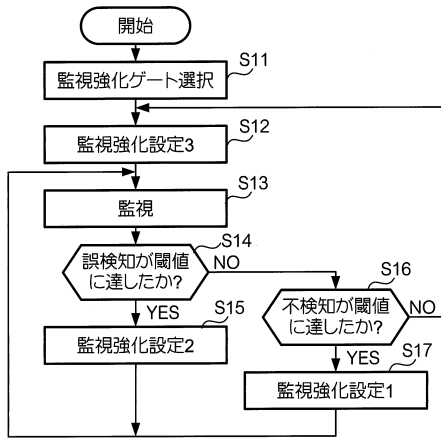 開始
S11
監視強化ゲート選択
S12
監視強化設定3
S13
監視
S14
誤検知が閾値
に達したか?
NO
YES
S15
監視強化設定2
S16
不検知が閾値
に達したか?
NO
YES
S17
監視強化設定1